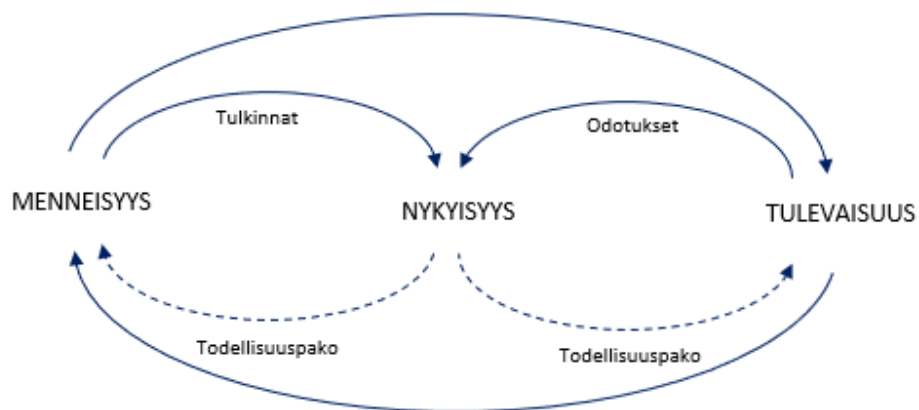 Tulkinnat
Odotukset
MENNEISYYS
NYKYISYYS
TULEVAISUUS
Todellisuuspako
Todellisuuspako